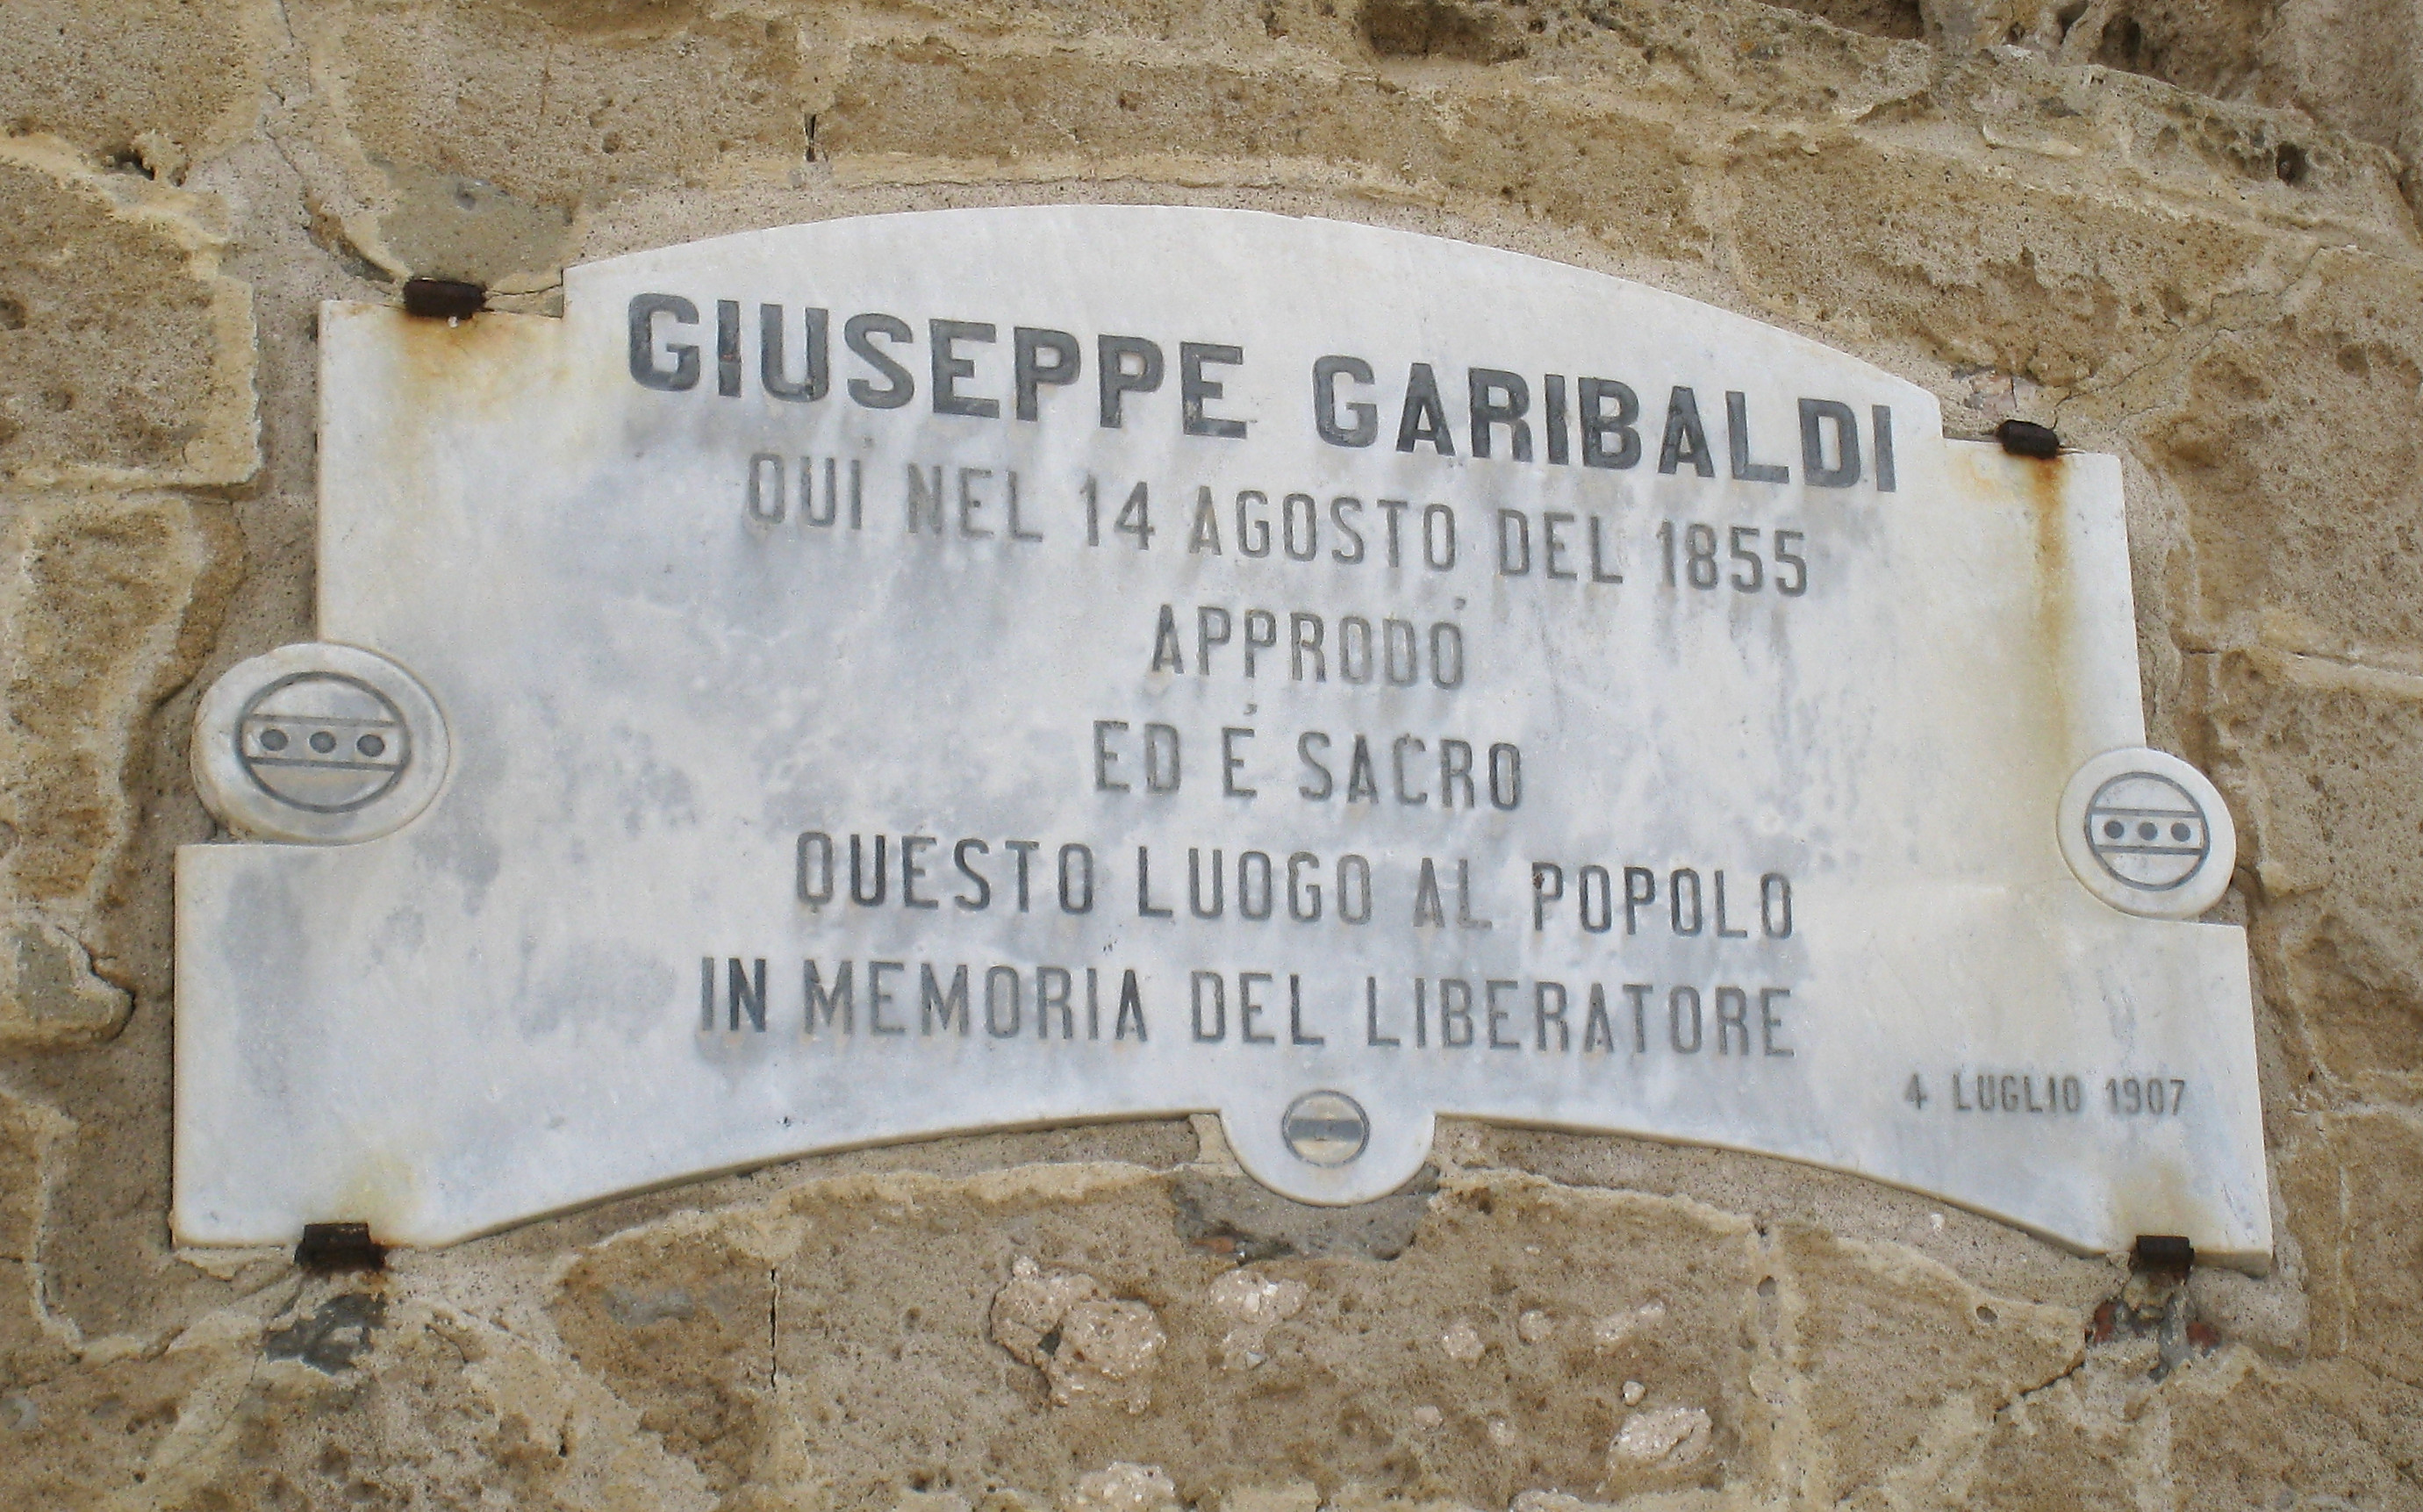 GIUSEPPE GARIBALDI
QUI NEL 14 AGOSTO DEL 1855
APPRODÒ
ED È SACRO
QUESTO LUOGO AL POPOLO
IN MEMORIA DEL LIBERATORE
4 LUGLIO 1907